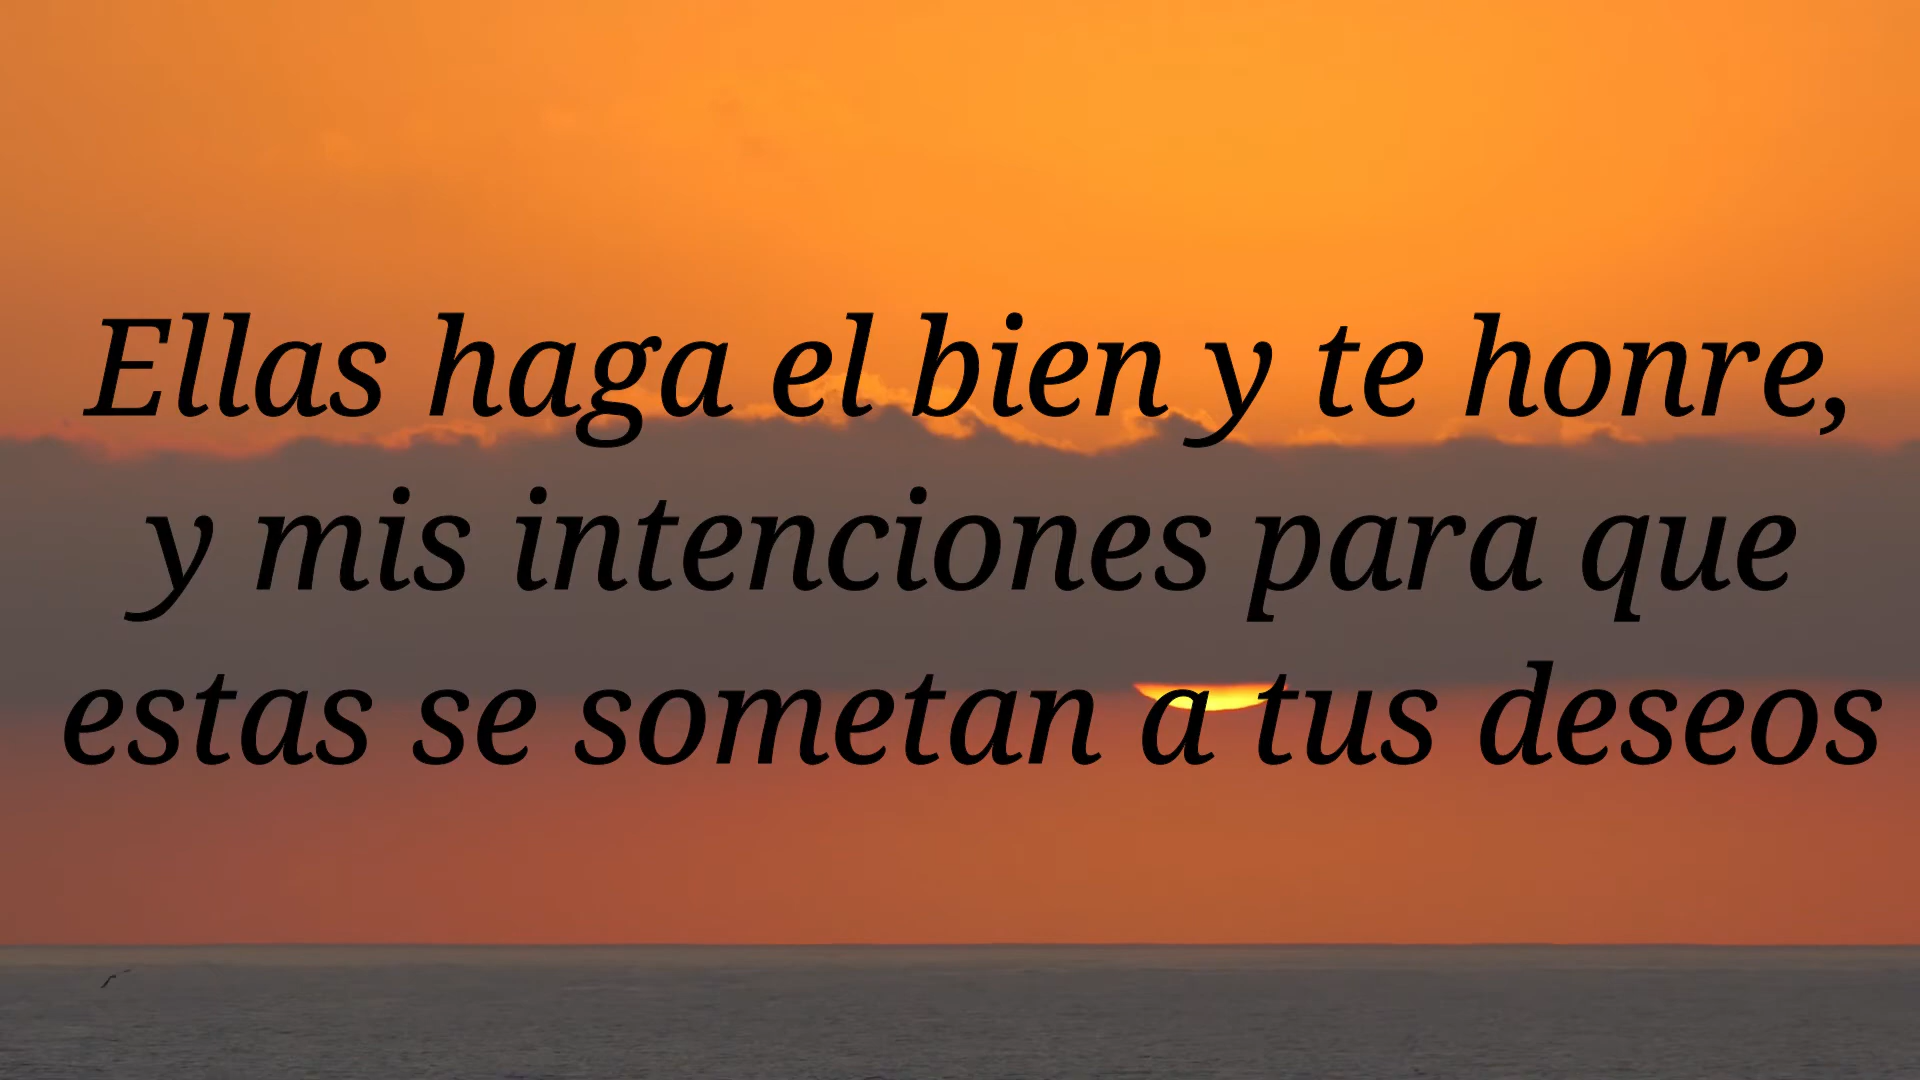 Ellas haga el bien y te honre,
y mis intenciones para que
estas se sometan a tus deseos